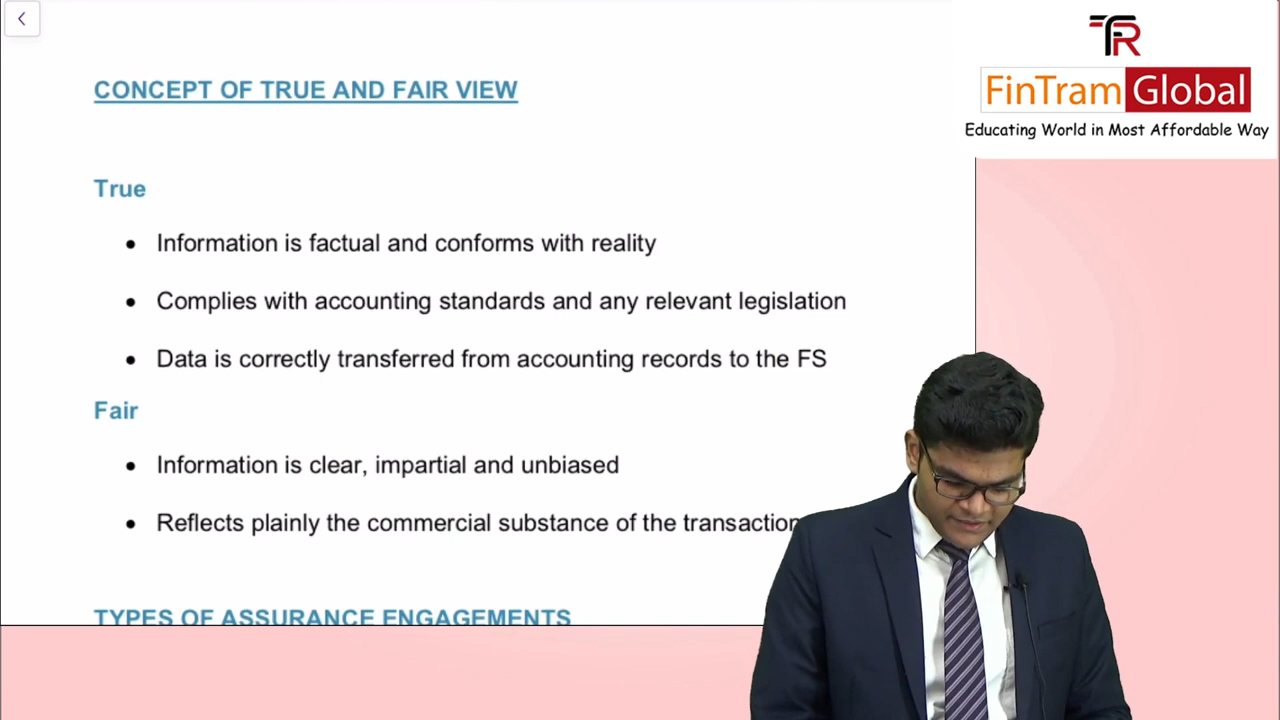 CONCEPT OF TRUE AND FAIR VIEW
True
• Information is factual and conforms with reality
• Complies with accounting standards and any relevant legislation
• Data is correctly transferred from accounting records to the FS
Fair
• Information is clear, impartial and unbiased
• Reflects plainly the commercial substance of the transaction
TYPES OF ASSURANCE ENGAGEMENTS
TFR
FinTram Global
Educating World in Most Affordable Way